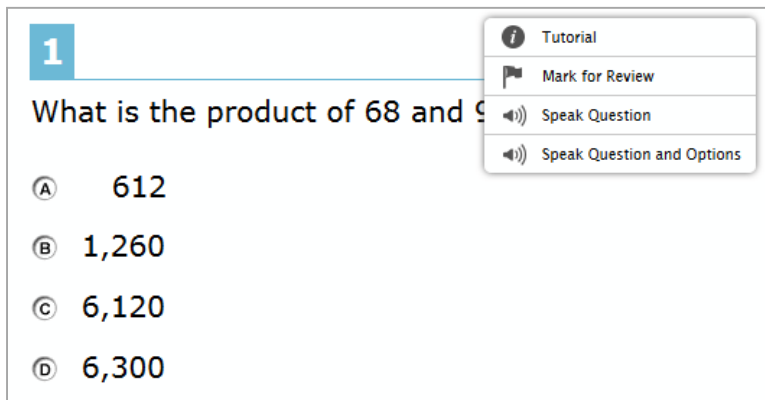 1
What is the product of 68 and
A 612
B 1,260
C 6,120
D 6,300
Tutorial
Mark for Review
Speak Question
Speak Question and Options